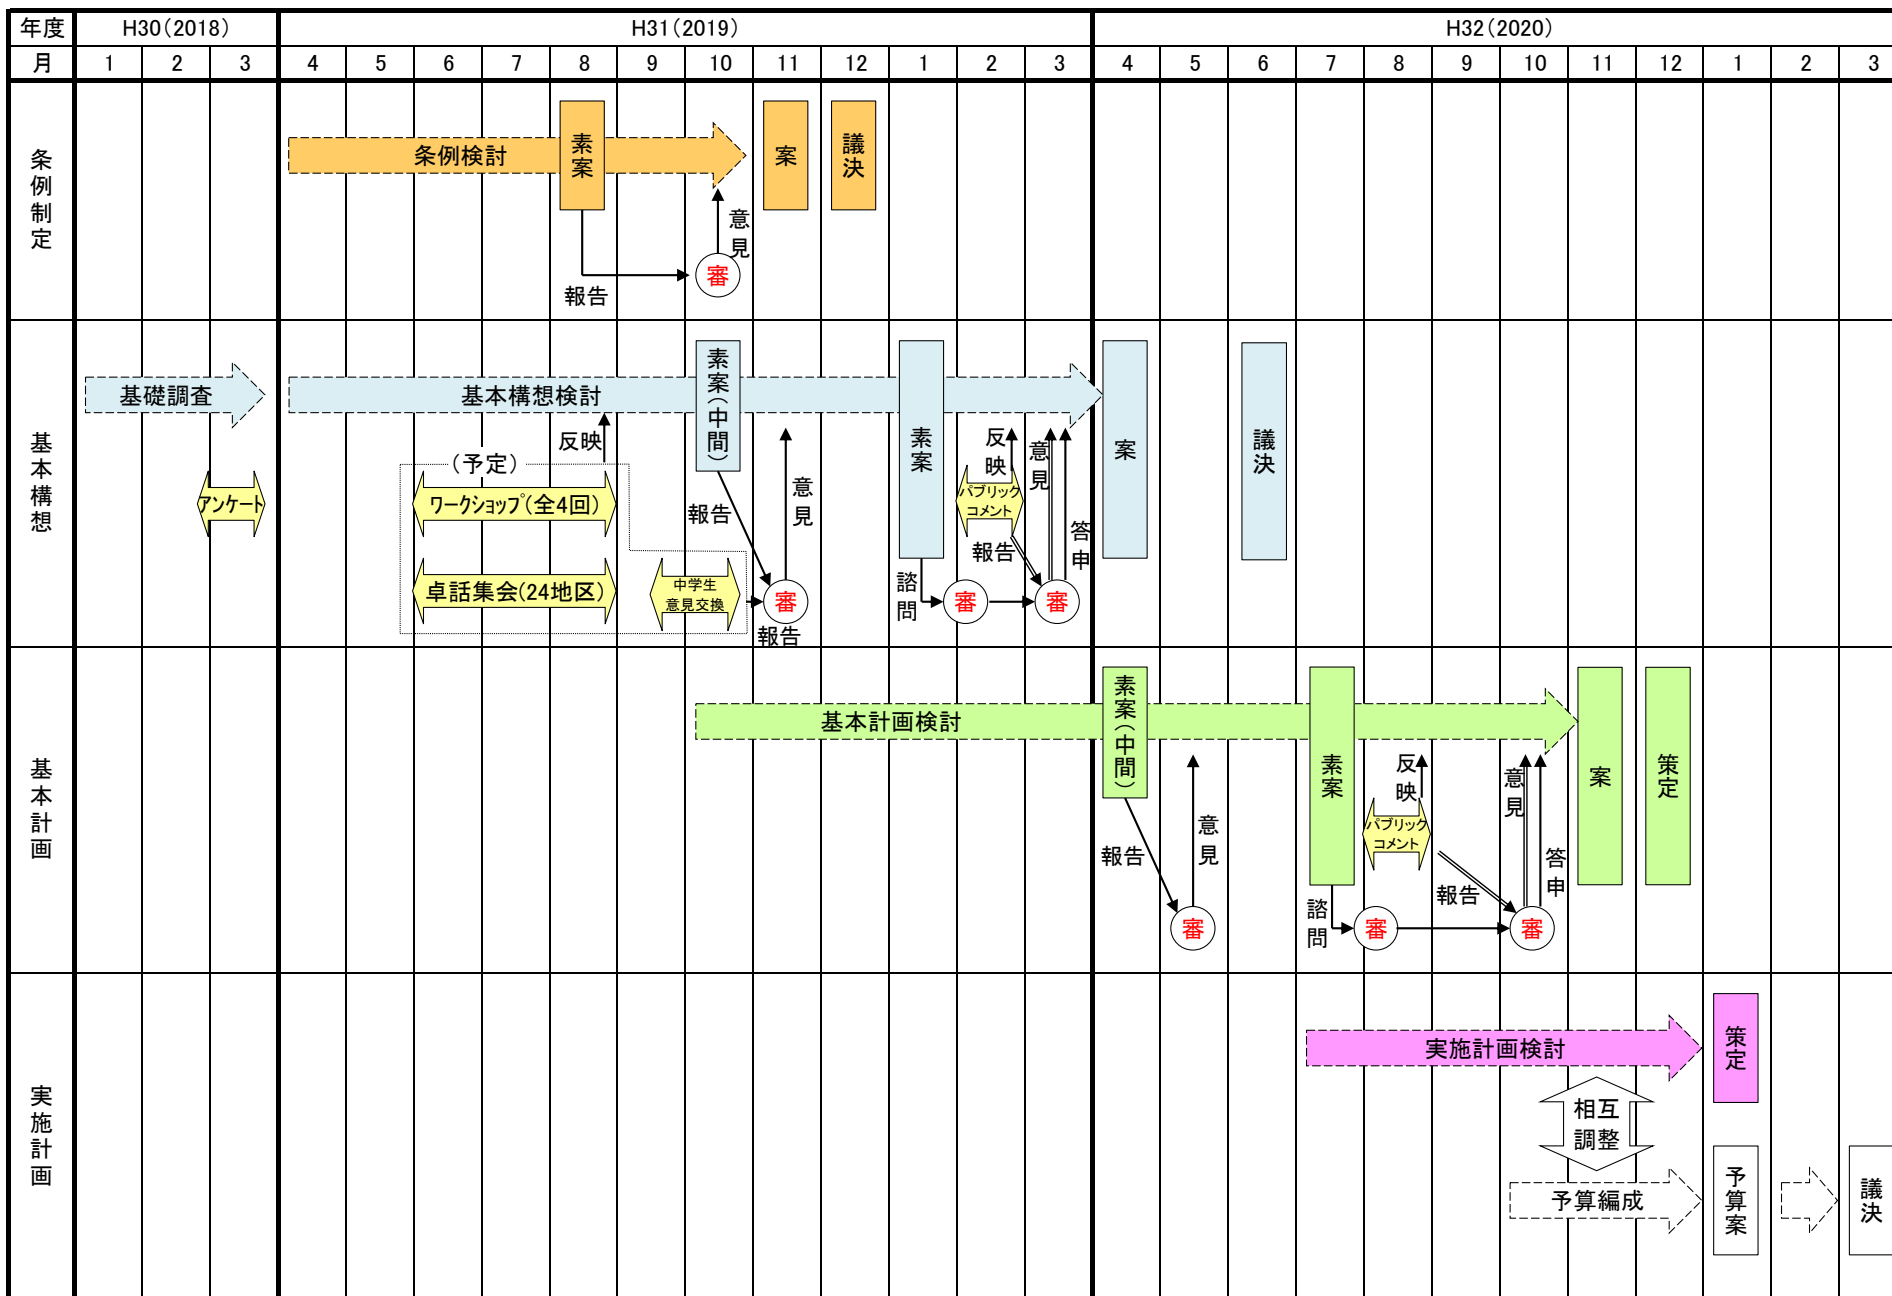 年度 H30(2018) H31(2019) H32(2020)
月 1 2 3 4 5 6 7 8 9 10 11 12 1 2 3 4 5 6 7 8 9 10 11 12 1 2 3
条例制定
条例検討
素案
案
議決
意見
審
報告
基本構想
基礎調査
アンケート
基本構想検討
反映
(予定)
ワークショップ(全4回)
卓話集会(24地区)
中学生
意見交換
素案(中間)
報告
意見
審
報告
素案
諮問
審
反映
パブリック
コメント
報告
意見
答申
審
案
議決
基本計画
基本計画検討
素案(中間)
報告
意見
審
素案
諮問
審
反映
パブリック
コメント
報告
意見
答申
審
案
策定
実施計画
実施計画検討
策定
相互
調整
予算編成
予算案
議決